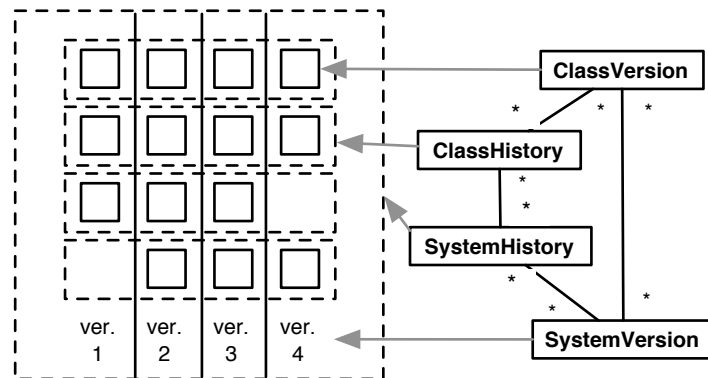 ClassVersion
* * *
ClassHistory
*
*
SystemHistory
* * *
ver. ver. ver. ver.
1 2 3 4
SystemVersion